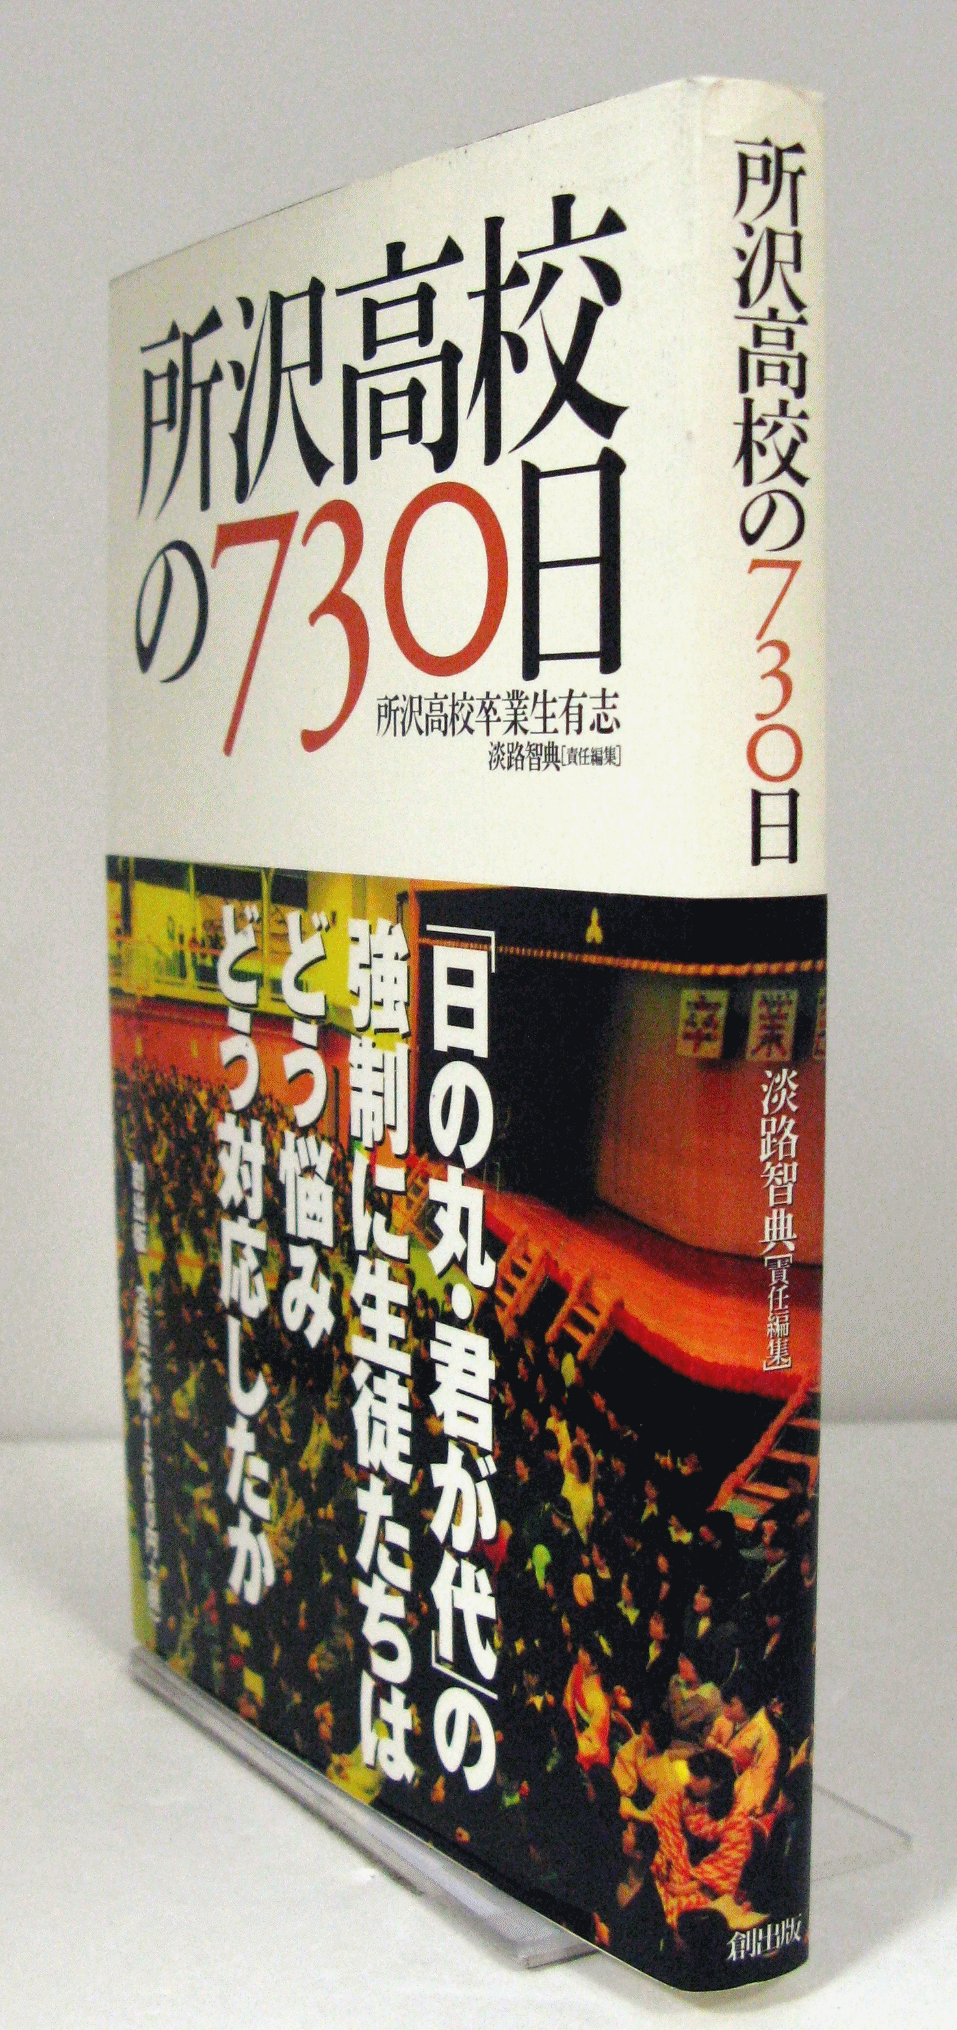 所沢高校
の730日
所沢高校卒業生有志
淡路智典[責任編集]
「日の丸・君が代」の
強制に生徒たちは
どう悩み
どう対応したか
所沢高校の730日
卒業
淡路智典[責任編集]
創出版